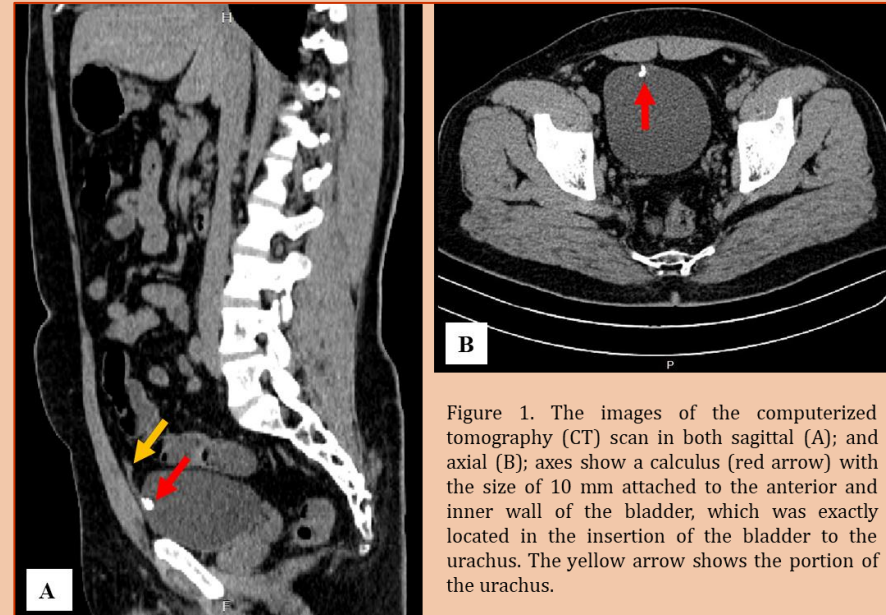 H
A
F
B
P
Figure 1. The images of the computerized
tomography (CT) scan in both sagittal (A); and
axial (B); axes show a calculus (red arrow) with
the size of 10 mm attached to the anterior and
inner wall of the bladder, which was exactly
located in the insertion of the bladder to the
urachus. The yellow arrow shows the portion of
the urachus.